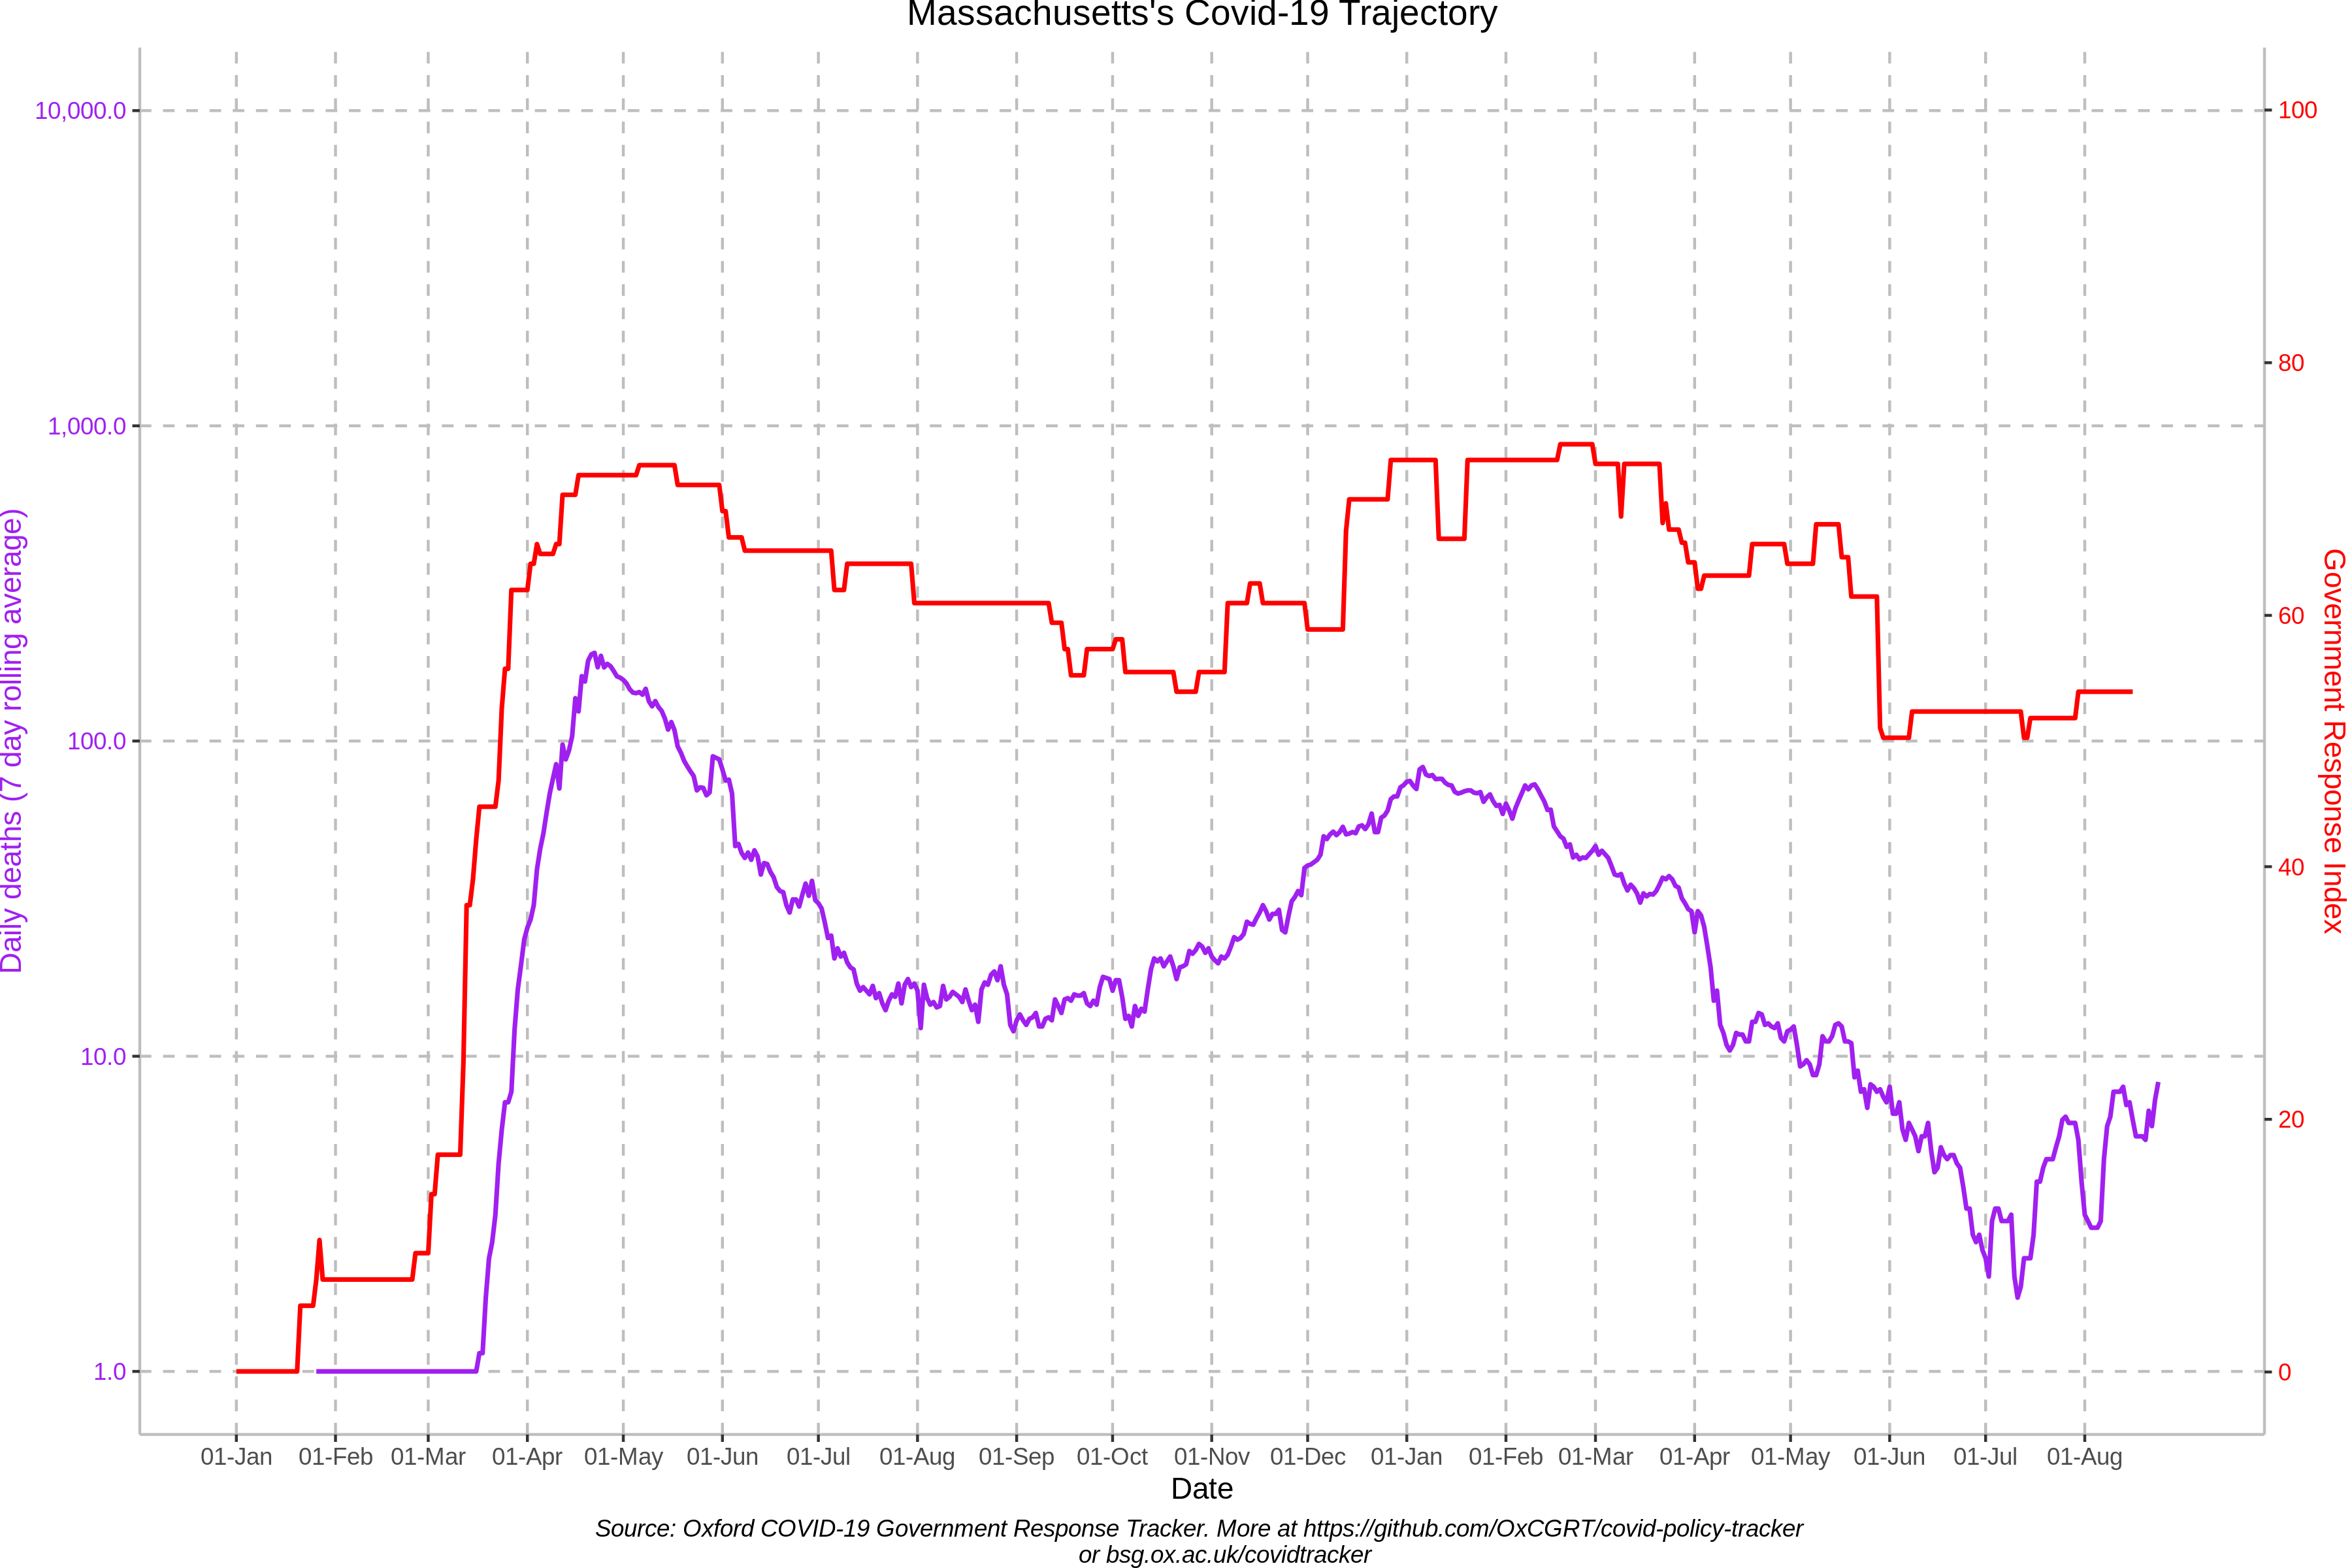 Massachusetts's Covid-19 Trajectory
10,000.0
1,000.0
100.0
10.0
1.0
Daily deaths (7 day rolling average)
100
80
60
40
20
0
Government Response Index
01-Jan 01-Feb 01-Mar 01-Apr 01-May 01-Jun 01-Jul 01-Aug 01-Sep 01-Oct 01-Nov 01-Dec 01-Jan 01-Feb 01-Mar 01-Apr 01-May 01-Jun 01-Jul 01-Aug
Date
Source: Oxford COVID-19 Government Response Tracker. More at https://github.com/OxCGRT/covid-policy-tracker
or bsg.ox.ac.uk/covidtracker